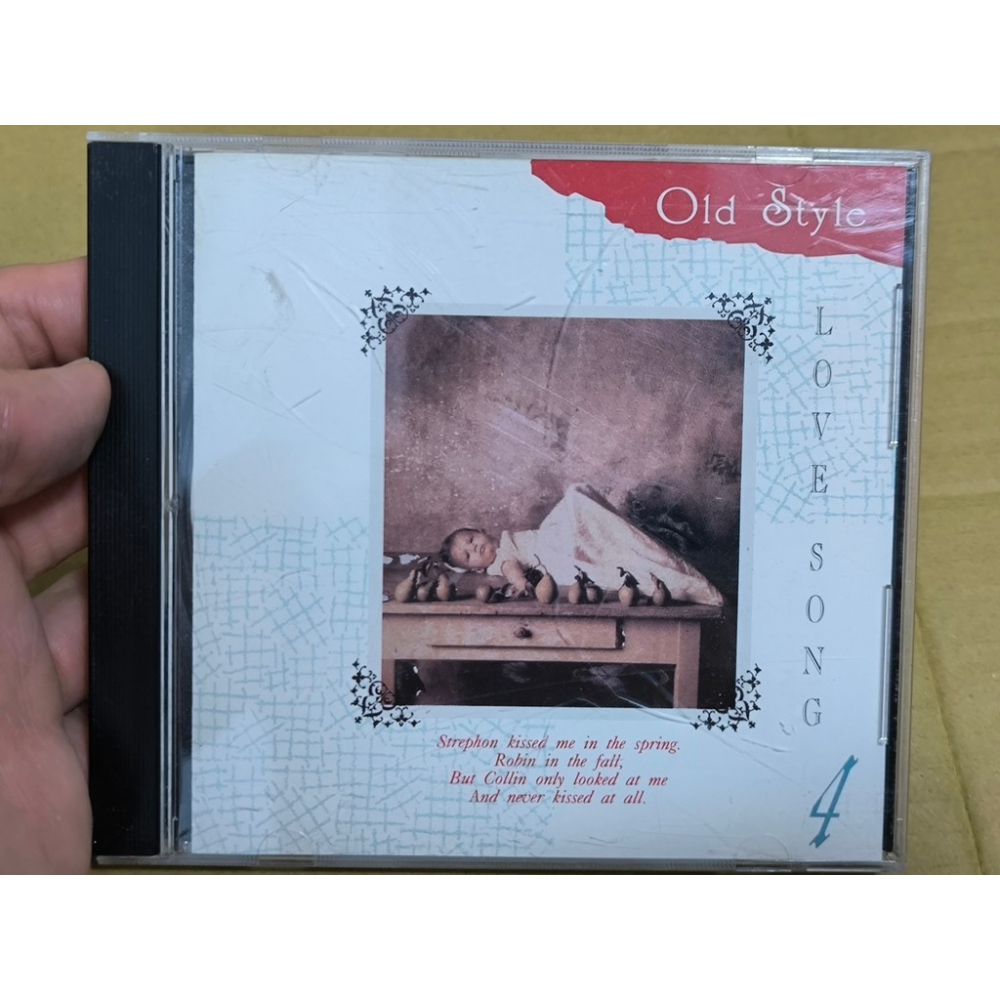 Old Style
LOVE SONG
4
Strephon kissed me in the spring.
Robin in the fall,
But Collin only looked at me
And never kissed at all.